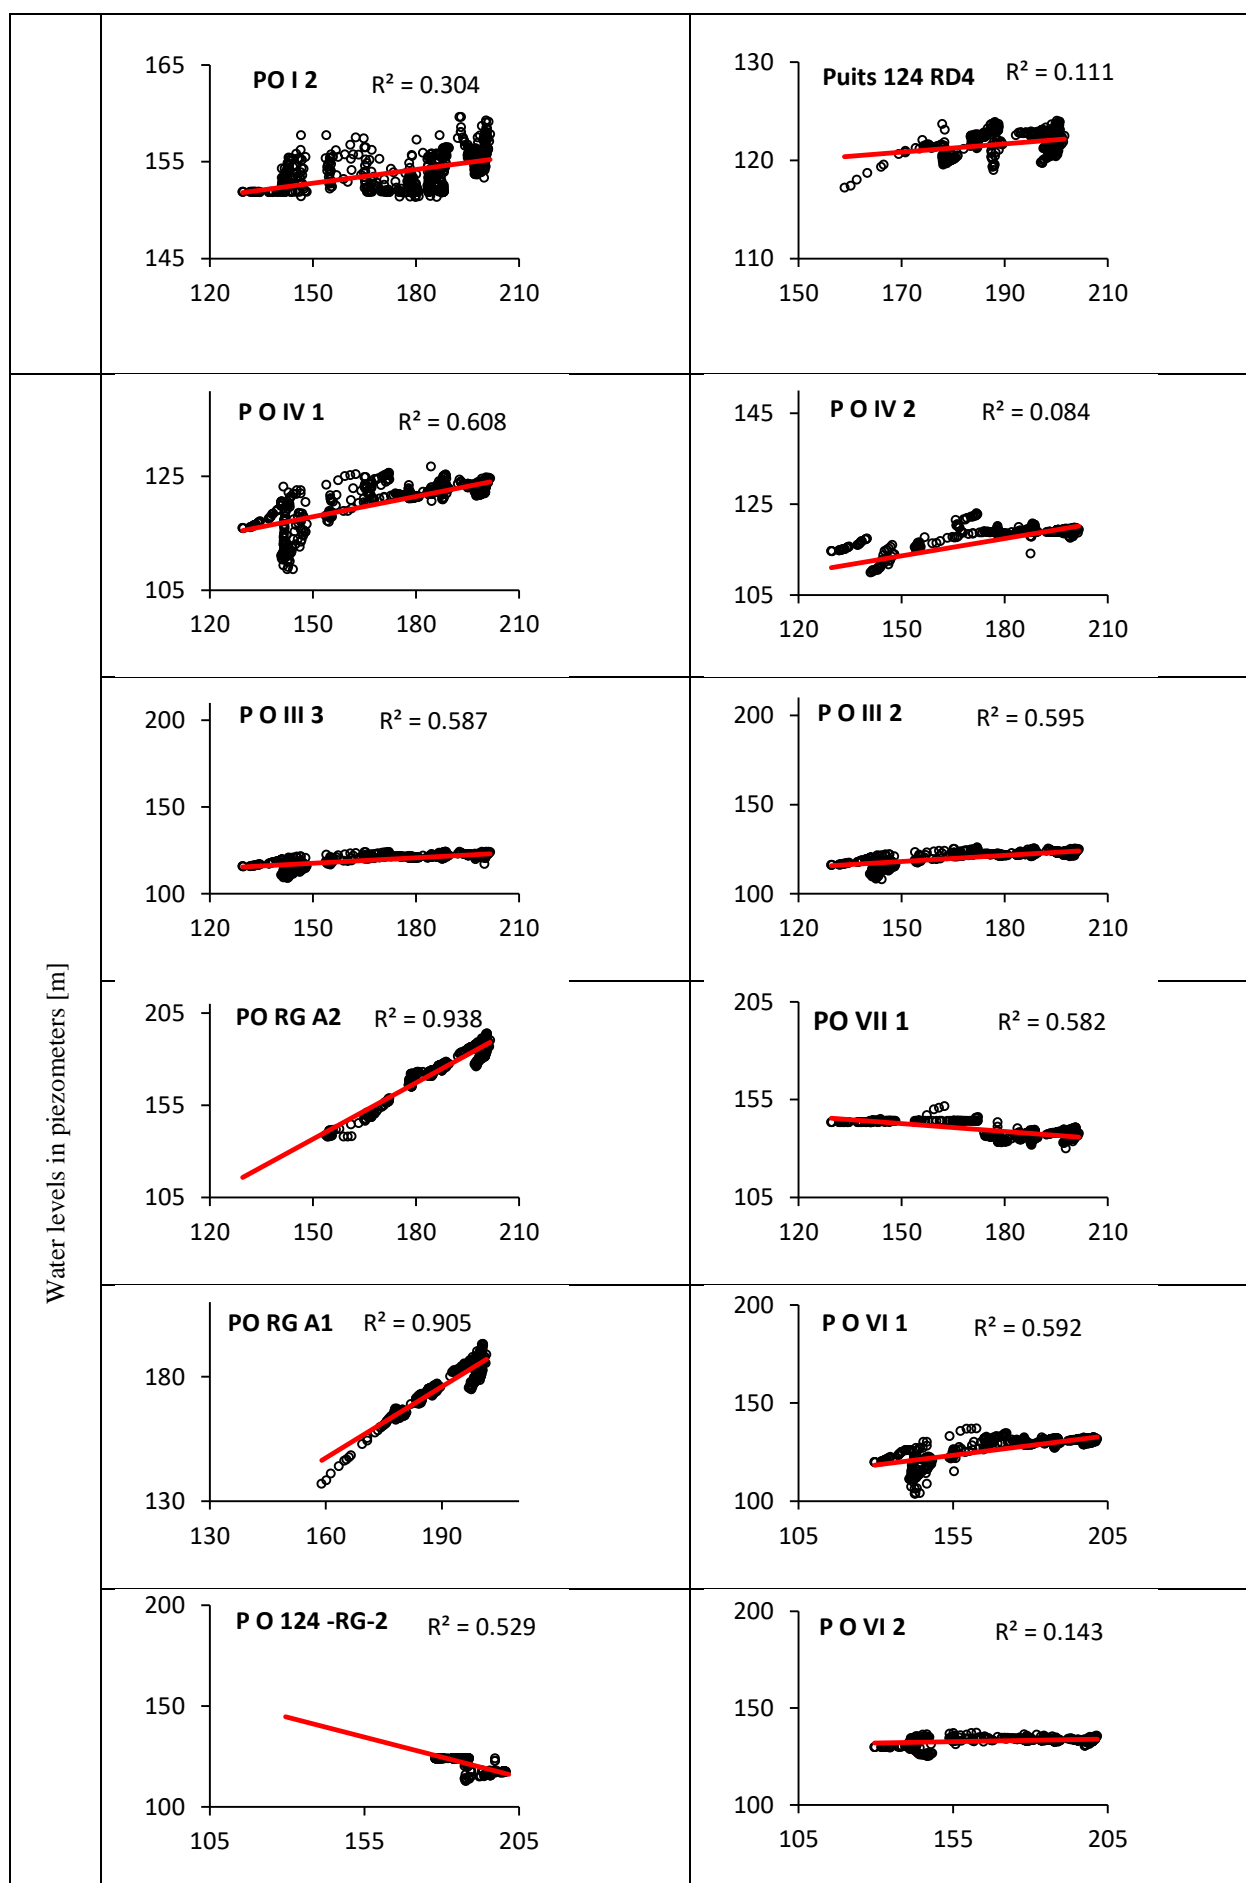 PO I 2
R² = 0.304
165
155
145
120 150 180 210
Puits 124 RD4
R² = 0.111
130
120
110
150 170 190 210
Water levels in piezometers [m]
P O IV 1
R² = 0.608
125
105
120 150 180 210
P O IV 2
R² = 0.084
145
125
105
120 150 180 210
P O III 3
R² = 0.587
200
150
100
120 150 180 210
P O III 2
R² = 0.595
200
150
100
120 150 180 210
PO RG A2
R² = 0.938
205
155
105
120 150 180 210
PO VII 1
R² = 0.582
205
155
105
120 150 180 210
PO RG A1
R² = 0.905
180
130
130 160 190
P O VI 1
R² = 0.592
200
150
100
105 155 205
P O 124 -RG-2
R² = 0.529
200
150
100
105 155 205
P O VI 2
R² = 0.143
200
150
100
105 155 205